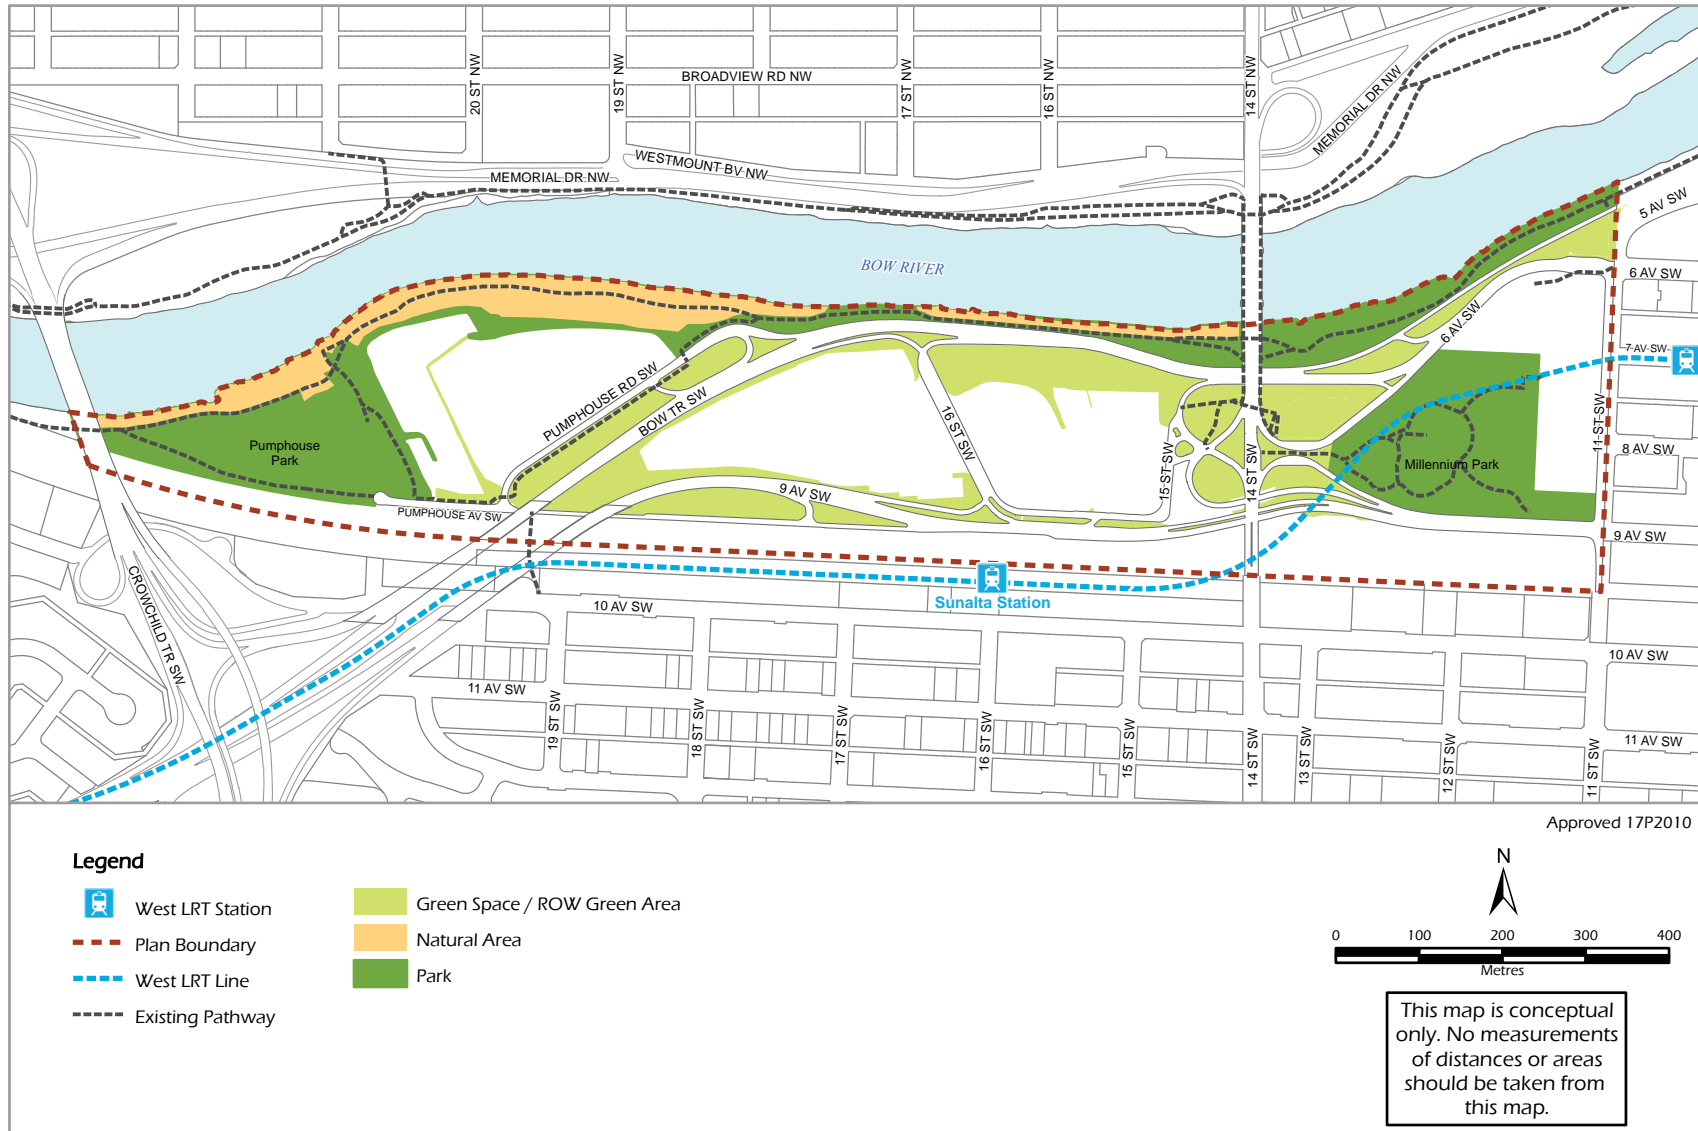 BROADVIEW RD NW
20 ST NW
19 ST NW
17 ST NW
16 ST NW
14 ST NW
MEMORIAL DR NW
WESTMOUNT BV NW
MEMORIAL DR NW
5 AV SW
BOW RIVER
6 AV SW
6 AV SW
7 AV SW
PUMPHOUSE RD SW
BOW TR SW
16 ST SW
15 ST SW
14 ST SW
11 ST SW
8 AV SW
Pumphouse
Park
Millennium Park
9 AV SW
PUMPHOUSE AV SW
9 AV SW
CROWCHILD TR SW
Sunalta Station
10 AV SW
10 AV SW
11 AV SW
11 AV SW
19 ST SW
18 ST SW
17 ST SW
16 ST SW
15 ST SW
14 ST SW
13 ST SW
12 ST SW
11 ST SW
Approved 17P2010
Legend
West LRT Station
Plan Boundary
West LRT Line
Existing Pathway
Green Space / ROW Green Area
Natural Area
Park
N
0 100 200 300 400
Metres
This map is conceptual
only. No measurements
of distances or areas
should be taken from
this map.